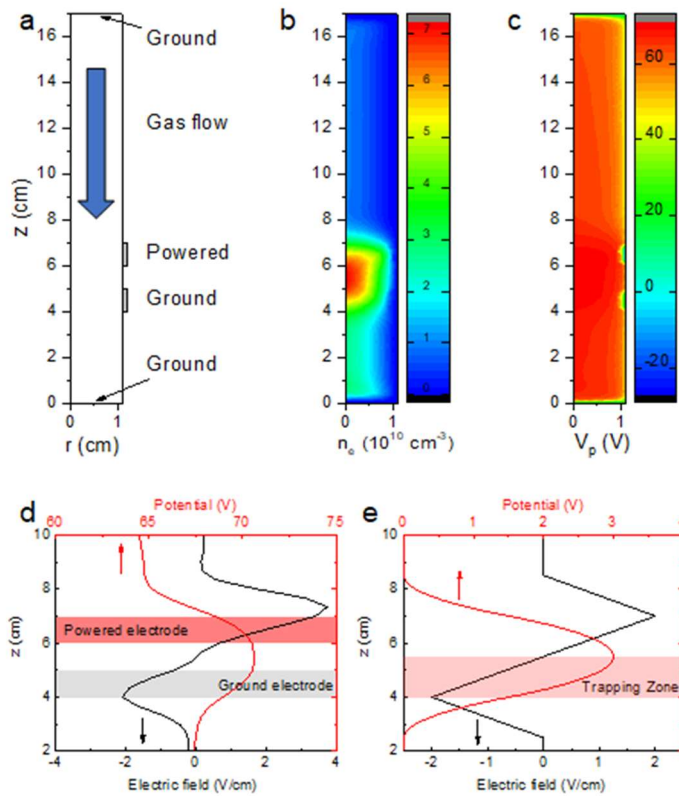 a
16
14
12
10
8
6
4
2
0
z (cm)
Ground
Gas flow
Powered
Ground
Ground
0
1
r (cm)
b
16
14
12
10
8
6
4
2
0
0
1
7
6
5
4
3
2
1
0
nₑ (10¹⁰ cm⁻³)
c
16
14
12
10
8
6
4
2
0
0
1
60
40
20
0
-20
Vₚ (V)
d
Potential (V)
60 65 70 75
10
8
6
4
2
z (cm)
Powered electrode
Ground electrode
-4 -2 0 2 4
Electric field (V/cm)
e
Potential (V)
0 1 2 3 4
10
8
6
4
2
z (cm)
Trapping Zone
-2 -1 0 1 2
Electric field (V/cm)